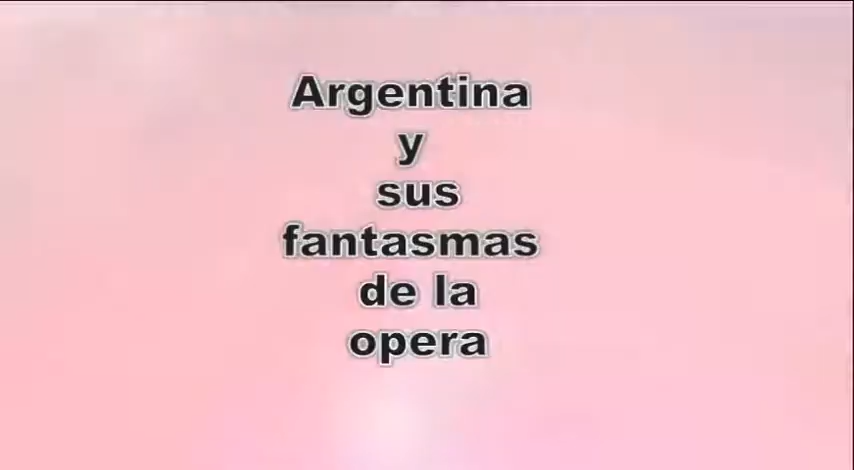 Argentina
y
sus
fantasmas
de la
opera